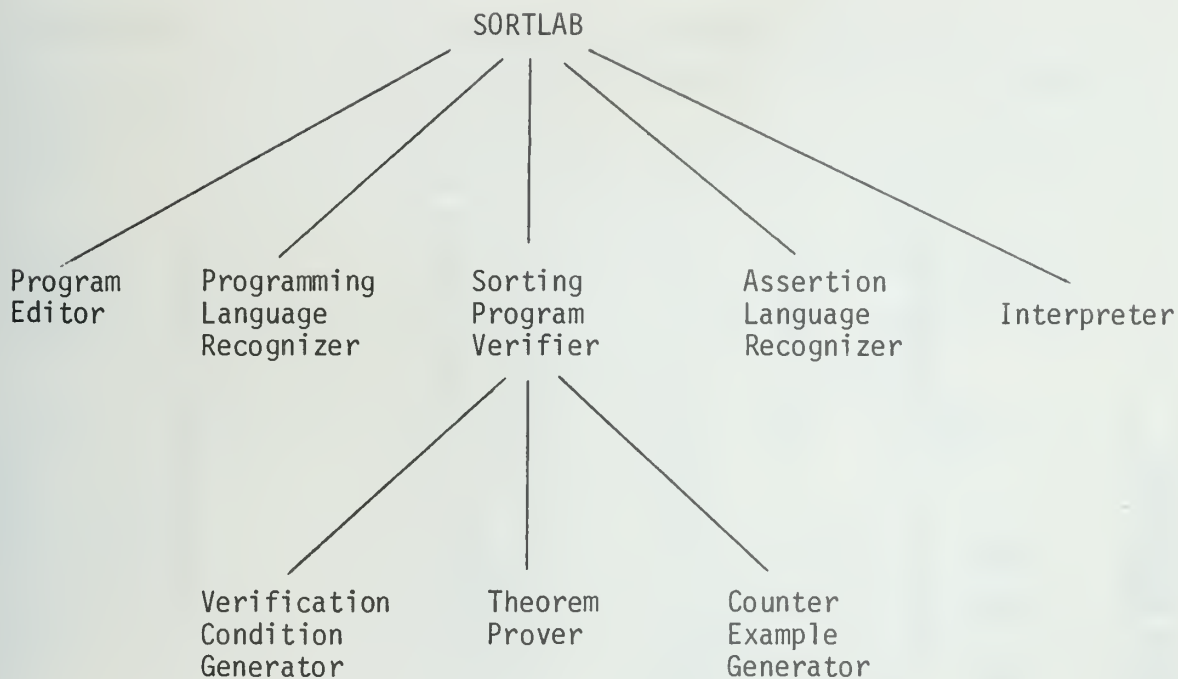 SORTLAB
Program
Editor
Programming
Language
Recognizer
Sorting
Program
Verifier
Assertion
Language
Recognizer
Interpreter
Verification
Condition
Generator
Theorem
Prover
Counter
Example
Generator